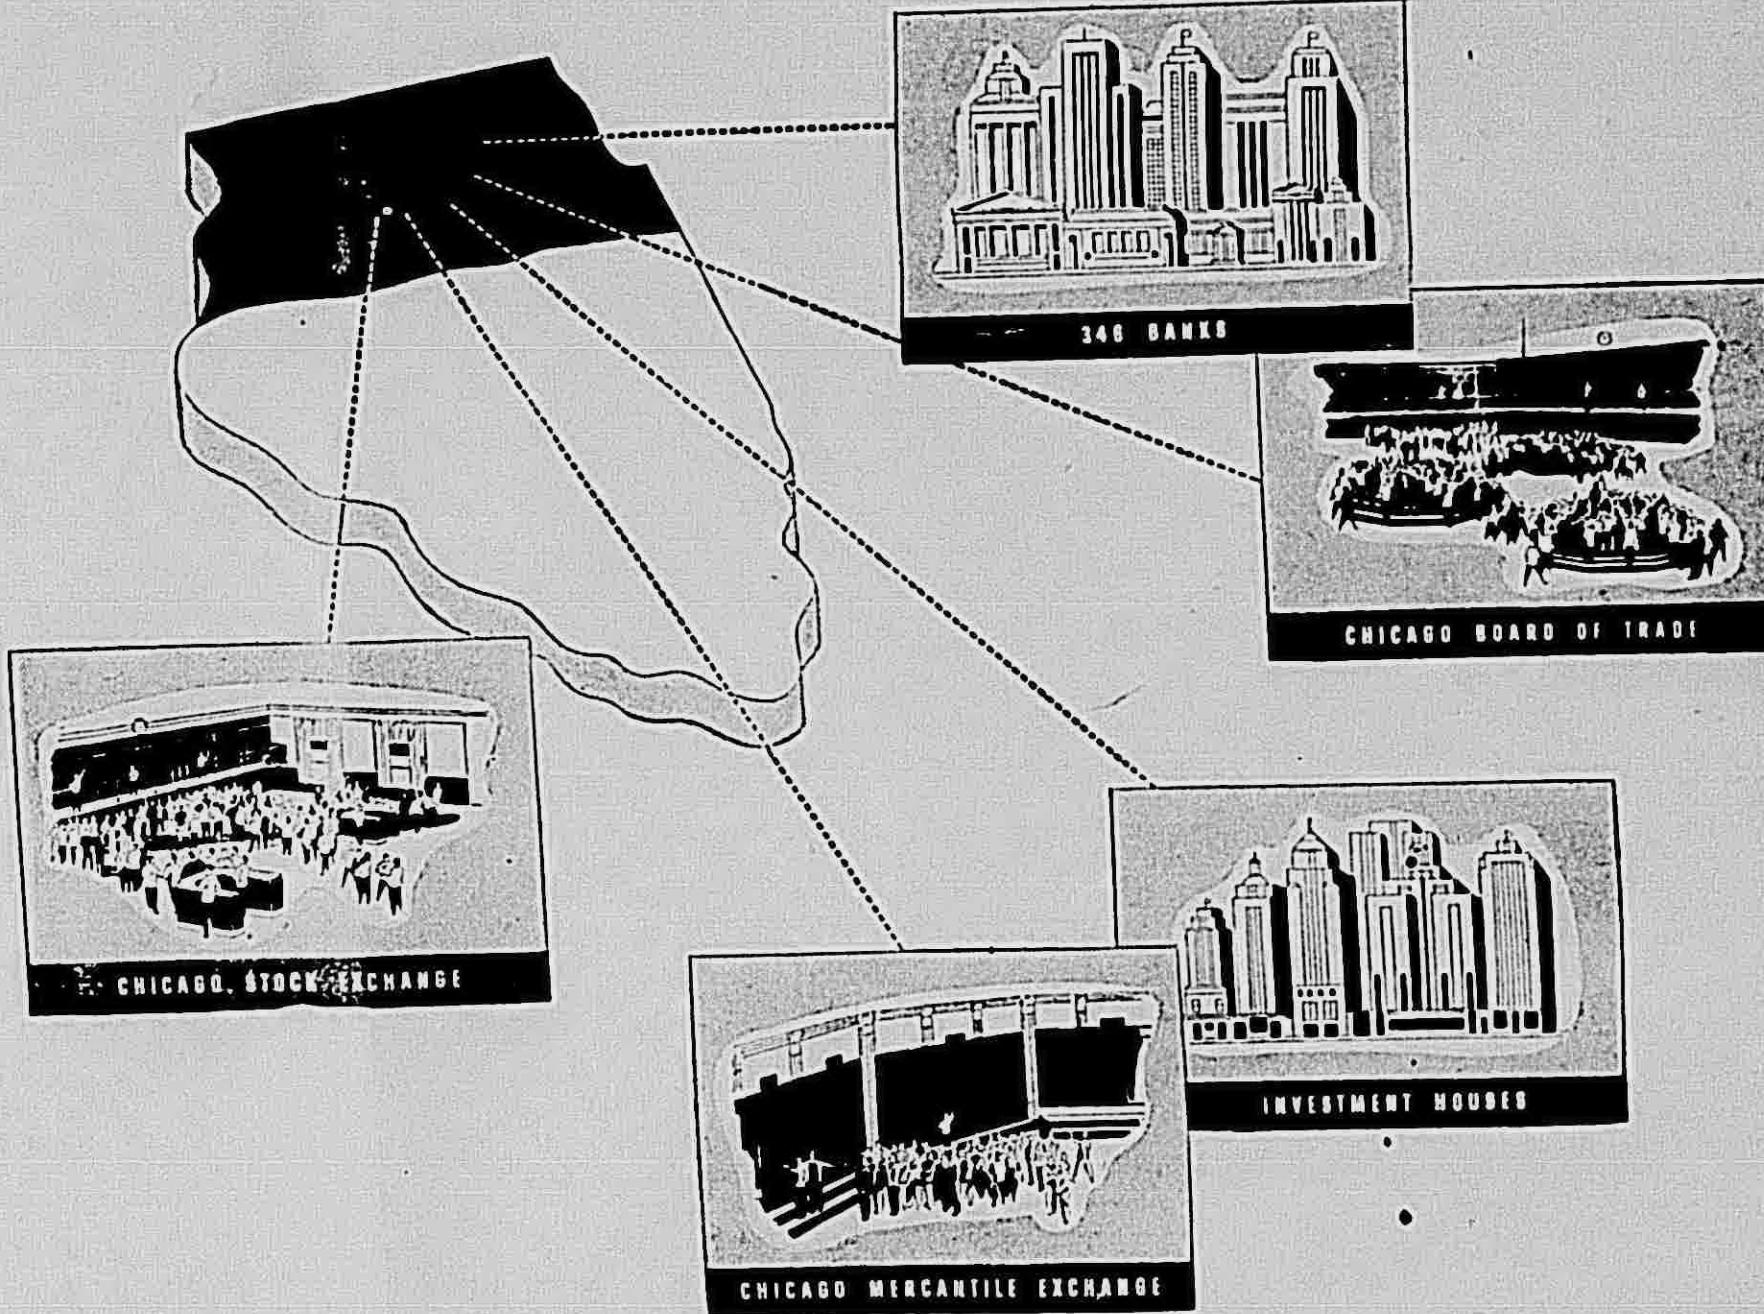 346 BANKS
CHICAGO BOARD OF TRADE
CHICAGO STOCK EXCHANGE
INVESTMENT HOUSES
CHICAGO MERCANTILE EXCHANGE